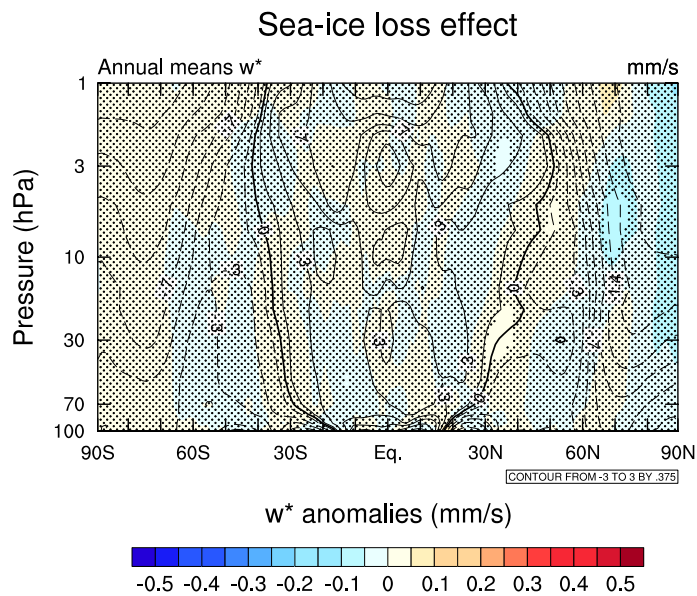 Sea-ice loss effect
Annual means w*
mm/s
Pressure (hPa)
1
3
10
30
70
100
90S
60S
30S
Eq.
30N
60N
90N
CONTOUR FROM -3 TO 3 BY .375
w* anomalies (mm/s)
-0.5 -0.4 -0.3 -0.2 -0.1 0 0.1 0.2 0.3 0.4 0.5